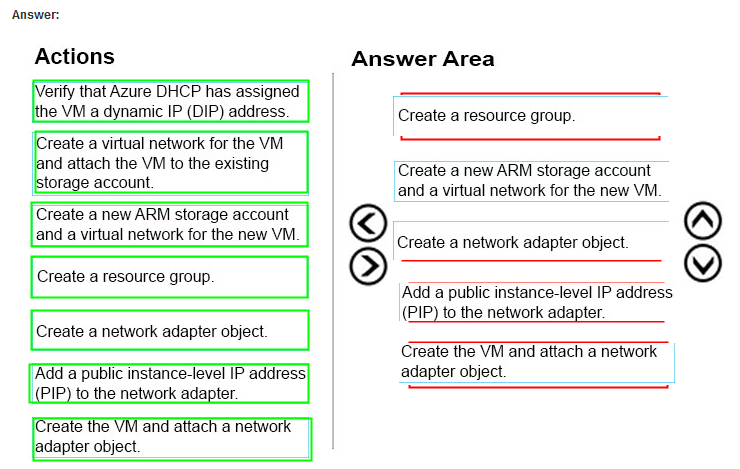 Answer:
Actions
Verify that Azure DHCP has assigned
the VM a dynamic IP (DIP) address.
Create a virtual network for the VM
and attach the VM to the existing
storage account.
Create a new ARM storage account
and a virtual network for the new VM.
Create a resource group.
Create a network adapter object.
Add a public instance-level IP address
(PIP) to the network adapter.
Create the VM and attach a network
adapter object.
Answer Area
Create a resource group.
Create a new ARM storage account
and a virtual network for the new VM.
Create a network adapter object.
Add a public instance-level IP address
(PIP) to the network adapter.
Create the VM and attach a network
adapter object.